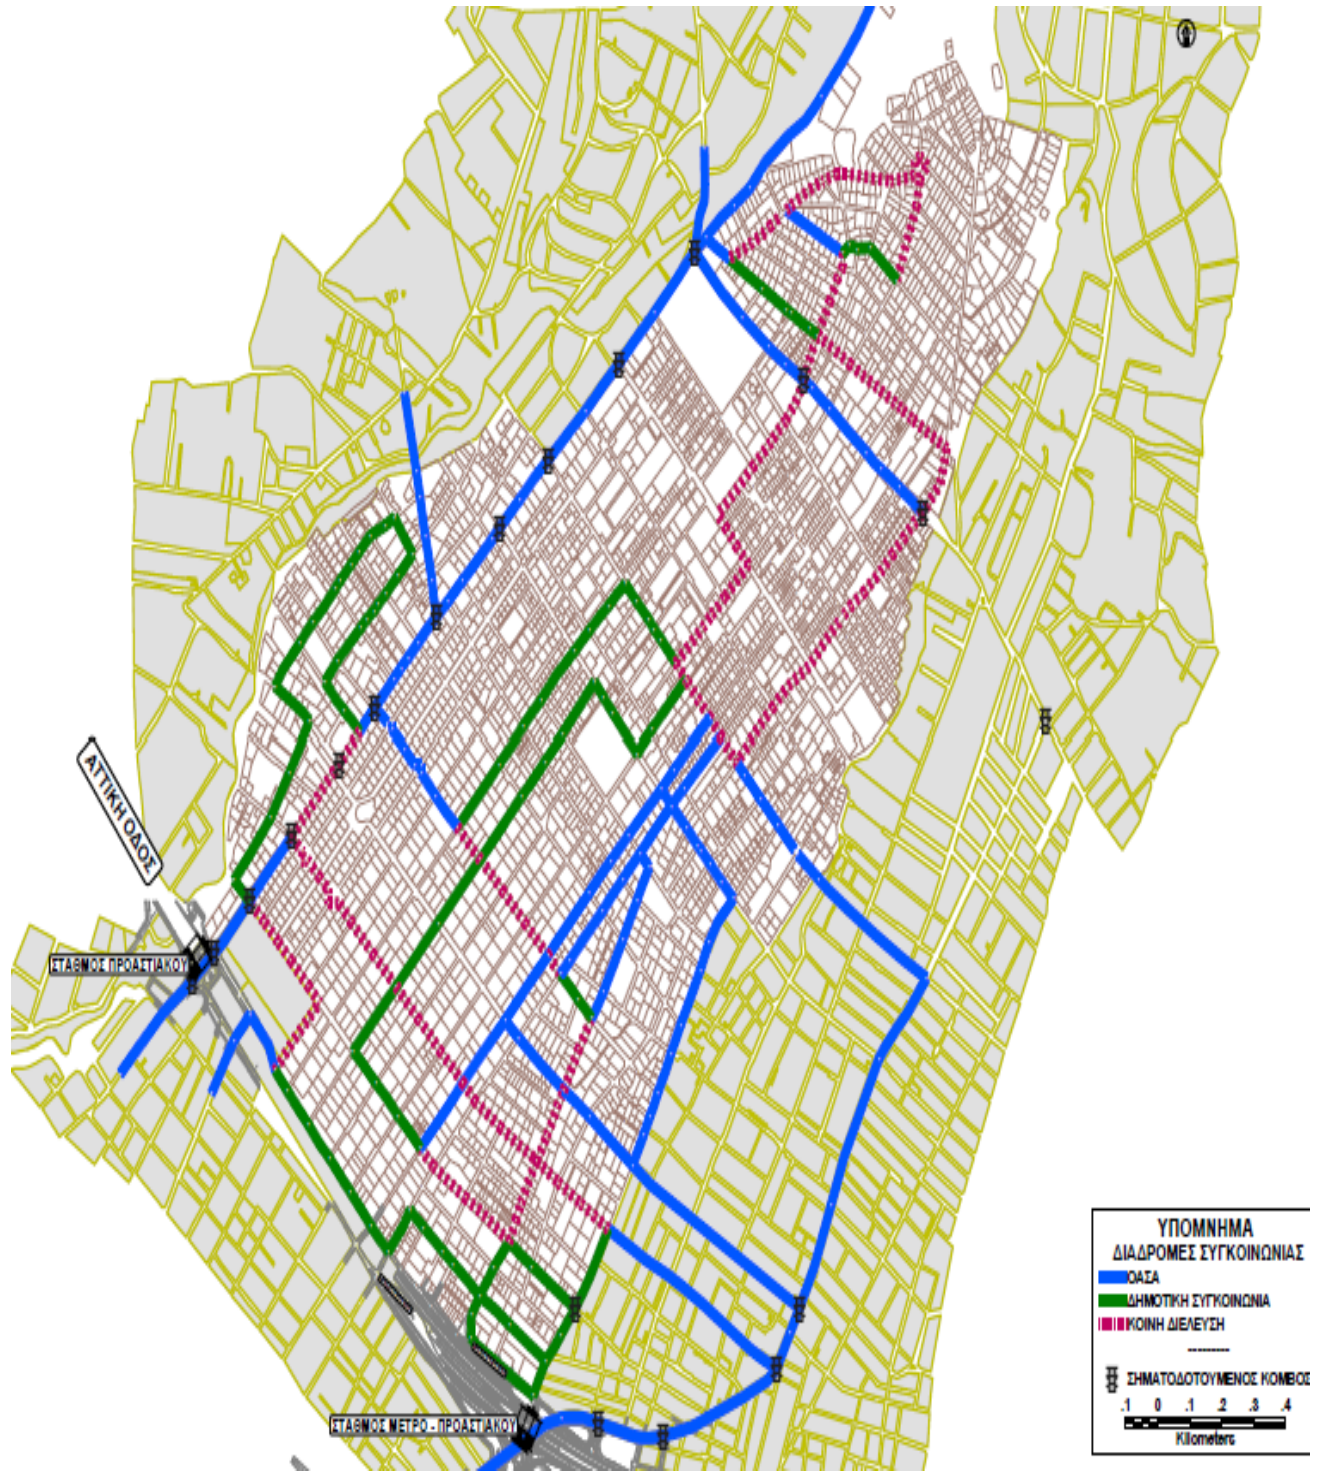 ΑΤΤΙΚΗ ΟΔΟΣ
ΣΤΑΘΜΟΣ ΠΡΟΑΣΤΙΑΚΟΥ
ΣΤΑΘΜΟΣ ΜΕΤΡΟ - ΠΡΟΑΣΤΙΑΚΟΥ
ΥΠΟΜΝΗΜΑ
ΔΙΑΔΡΟΜΕΣ ΣΥΓΚΟΙΝΩΝΙΑΣ
ΟΑΣΑ
ΔΗΜΟΤΙΚΗ ΣΥΓΚΟΙΝΩΝΙΑ
ΚΟΙΝΗ ΔΙΕΛΕΥΣΗ
---------
ΣΗΜΑΤΟΔΟΤΟΥΜΕΝΟΣ ΚΟΜΒΟΣ
.1 0 .1 .2 .3 .4
Kilometers